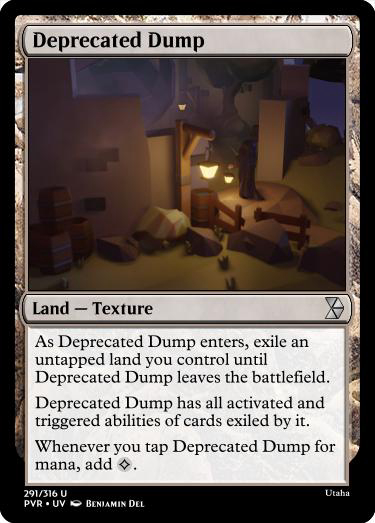 Deprecated Dump
Land — Texture
As Deprecated Dump enters, exile an
untapped land you control until
Deprecated Dump leaves the battlefield.
Deprecated Dump has all activated and
triggered abilities of cards exiled by it.
Whenever you tap Deprecated Dump for
mana, add.
291/316 U
PVR • UV Benjamin Del
Utaha